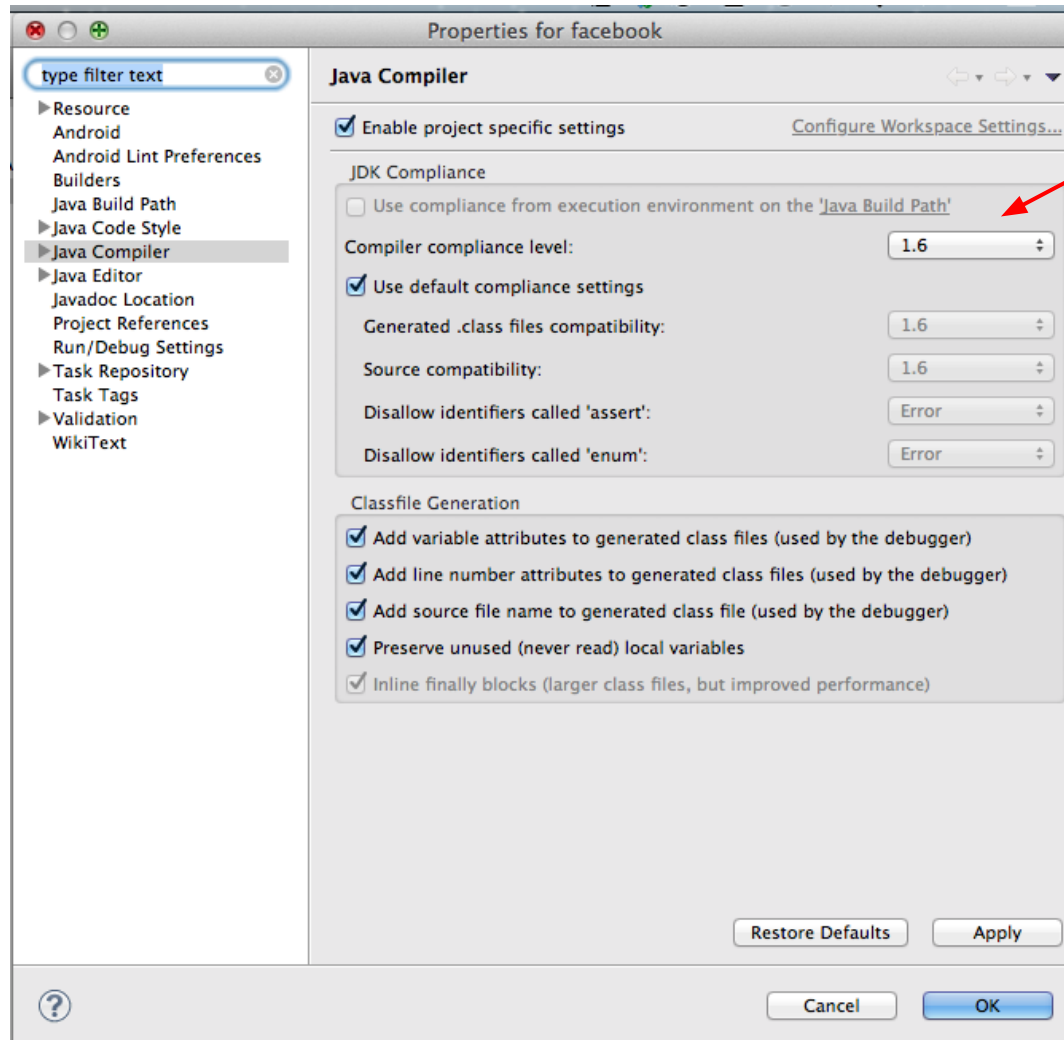 Properties for facebook
type filter text
Resource
Android
Android Lint Preferences
Builders
Java Build Path
Java Code Style
Java Compiler
Java Editor
Javadoc Location
Project References
Run/Debug Settings
Task Repository
Task Tags
Validation
WikiText
Java Compiler
Enable project specific settings
Configure Workspace Settings...
JDK Compliance
Use compliance from execution environment on the 'Java Build Path'
Compiler compliance level: 1.6
Use default compliance settings
Generated .class files compatibility: 1.6
Source compatibility: 1.6
Disallow identifiers called 'assert': Error
Disallow identifiers called 'enum': Error
Classfile Generation
Add variable attributes to generated class files (used by the debugger)
Add line number attributes to generated class files (used by the debugger)
Add source file name to generated class file (used by the debugger)
Preserve unused (never read) local variables
Inline finally blocks (larger class files, but improved performance)
Restore Defaults Apply
? Cancel OK